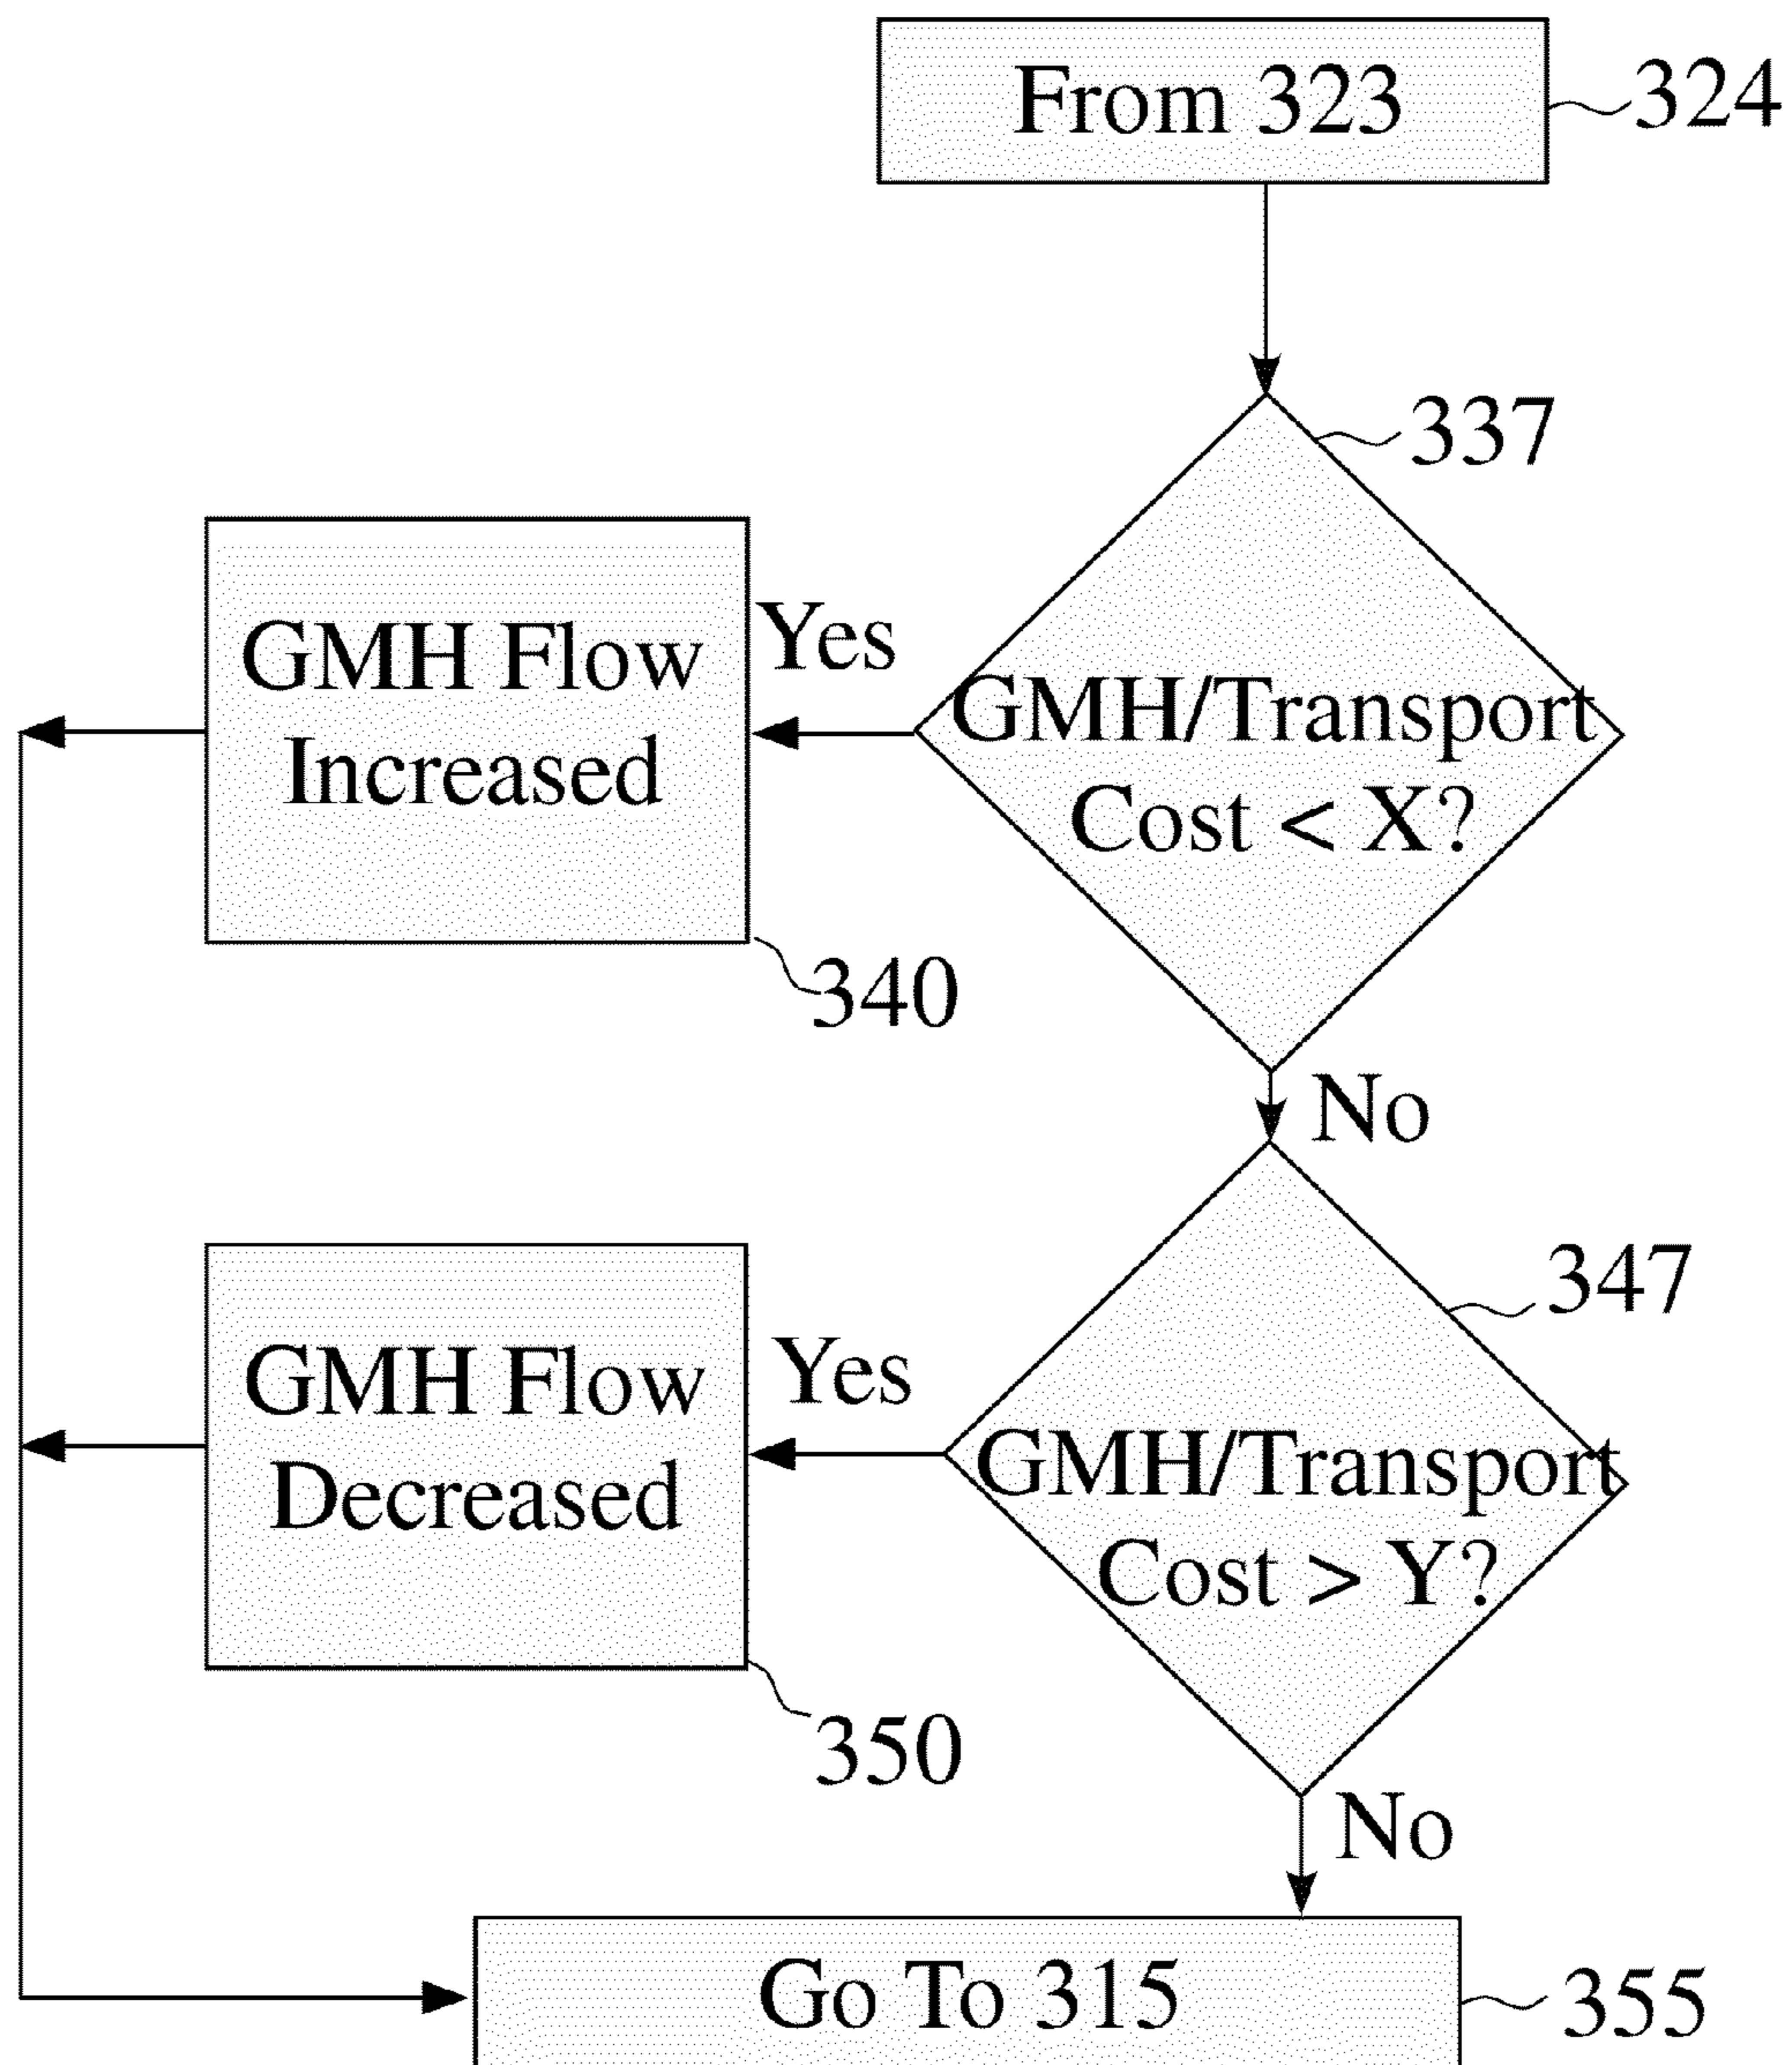 From 323
324
337
GMH Flow
Increased
Yes
GMH/Transport
Cost < X?
340
No
347
GMH Flow
Decreased
Yes
GMH/Transport
Cost > Y?
350
No
Go To 315
355